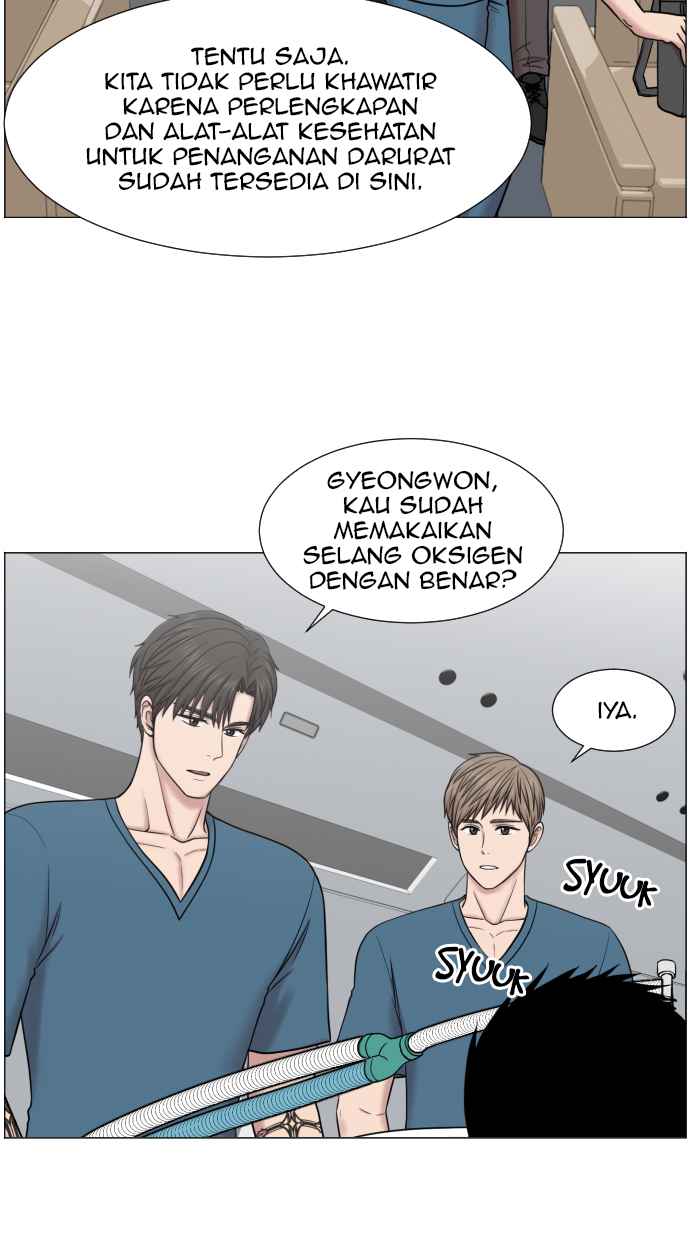 TENTU SAJA.
KITA TIDAK PERLU KHAWATIR
KARENA PERLENGKAPAN
DAN ALAT-ALAT KESEHATAN
UNTUK PENANGANAN DARURAT
SUDAH TERSEDIA DI SINI.
GYEONGWON,
KAU SUDAH
MEMAKAIKAN
SELANG OKSIGEN
DENGAN BENAR?
IYA.
SYUUK
SYUUK